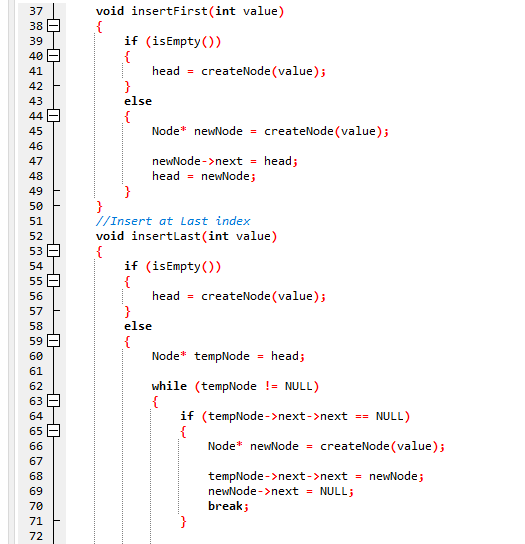 37 void insertFirst(int value)
38 {
39 if (isEmpty())
40 {
41 head = createNode(value);
42 }
43 else
44 {
45 Node* newNode = createNode(value);
46
47 newNode->next = head;
48 head = newNode;
49 }
50 }
51 //Insert at Last index
52 void insertLast(int value)
53 {
54 if (isEmpty())
55 {
56 head = createNode(value);
57 }
58 else
59 {
60 Node* tempNode = head;
61
62 while (tempNode != NULL)
63 {
64 if (tempNode->next->next == NULL)
65 {
66 Node* newNode = createNode(value);
67
68 tempNode->next->next = newNode;
69 newNode->next = NULL;
70 break;
71 }
72